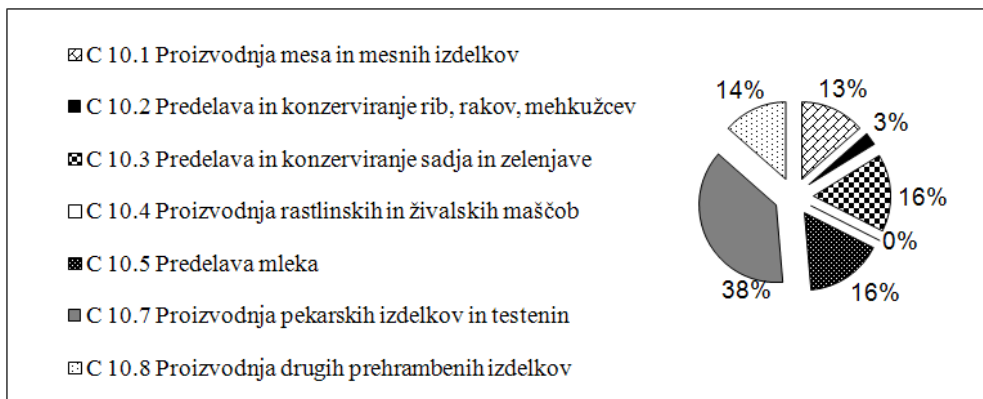 C 10.1 Proizvodnja mesa in mesnih izdelkov
C 10.2 Predelava in konzerviranje rib, rakov, mehkužcev
C 10.3 Predelava in konzerviranje sadja in zelenjave
C 10.4 Proizvodnja rastlinskih in živalskih maščob
C 10.5 Predelava mleka
C 10.7 Proizvodnja pekarskih izdelkov in testenin
C 10.8 Proizvodnja drugih prehrambenih izdelkov
14%
13%
3%
16%
0%
16%
38%